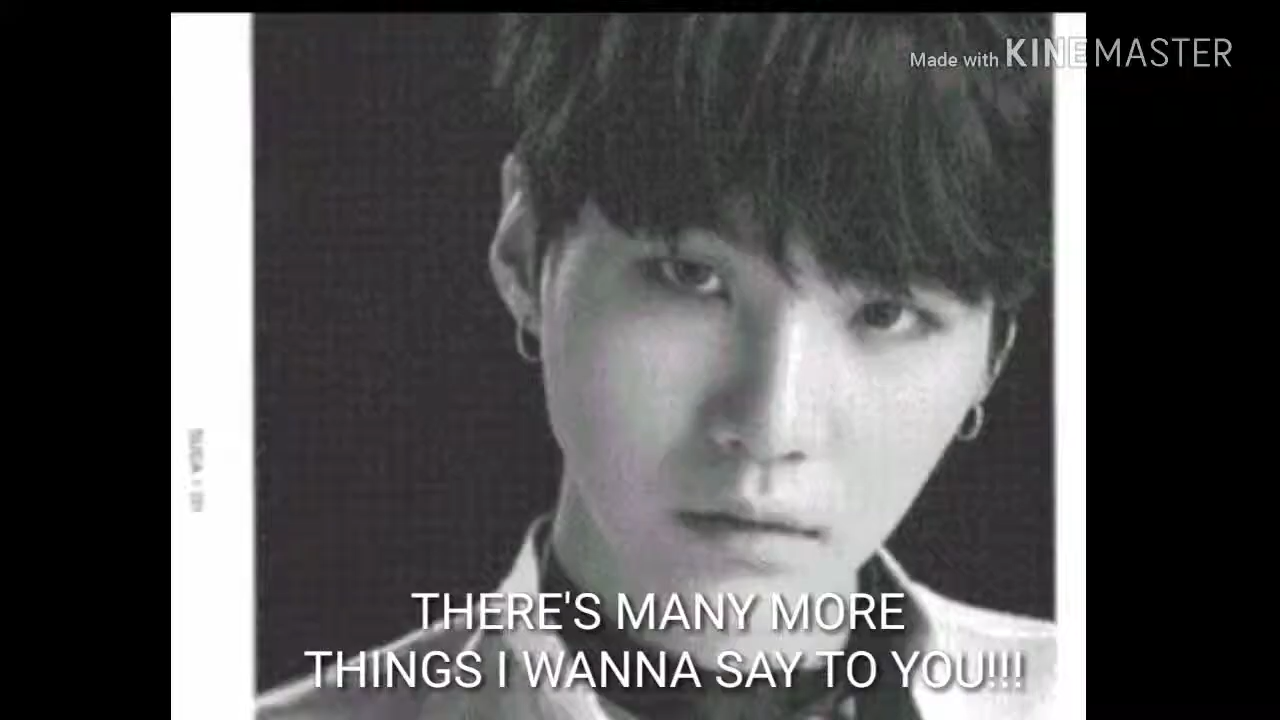 Made with KINEMASTER
THERE'S MANY MORE
THINGS I WANNA SAY TO YOU!!!